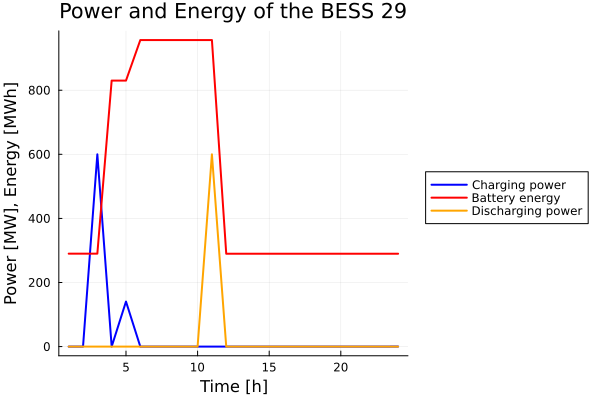 Power and Energy of the BESS 29
Power [MW], Energy [MWh]
800
600
400
200
0
5
10
15
20
Time [h]
Charging power
Battery energy
Discharging power